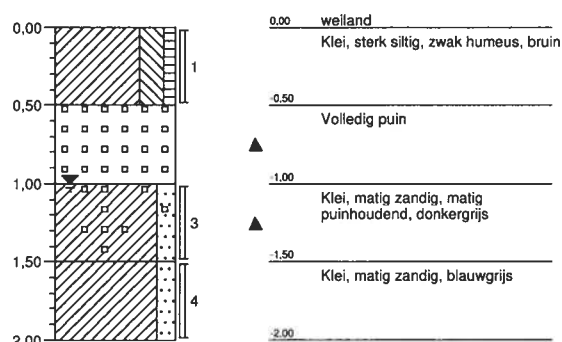 0,00
0,50
1,00
1,50
2,00
1
3
4
0.00 weiland
Klei, sterk siltig, zwak humeus, bruin
-0.50
Volledig puin
-1.00
Klei, matig zandig, matig
puinhoudend, donkergrijs
-1.50
Klei, matig zandig, blauwgrijs
-2.00